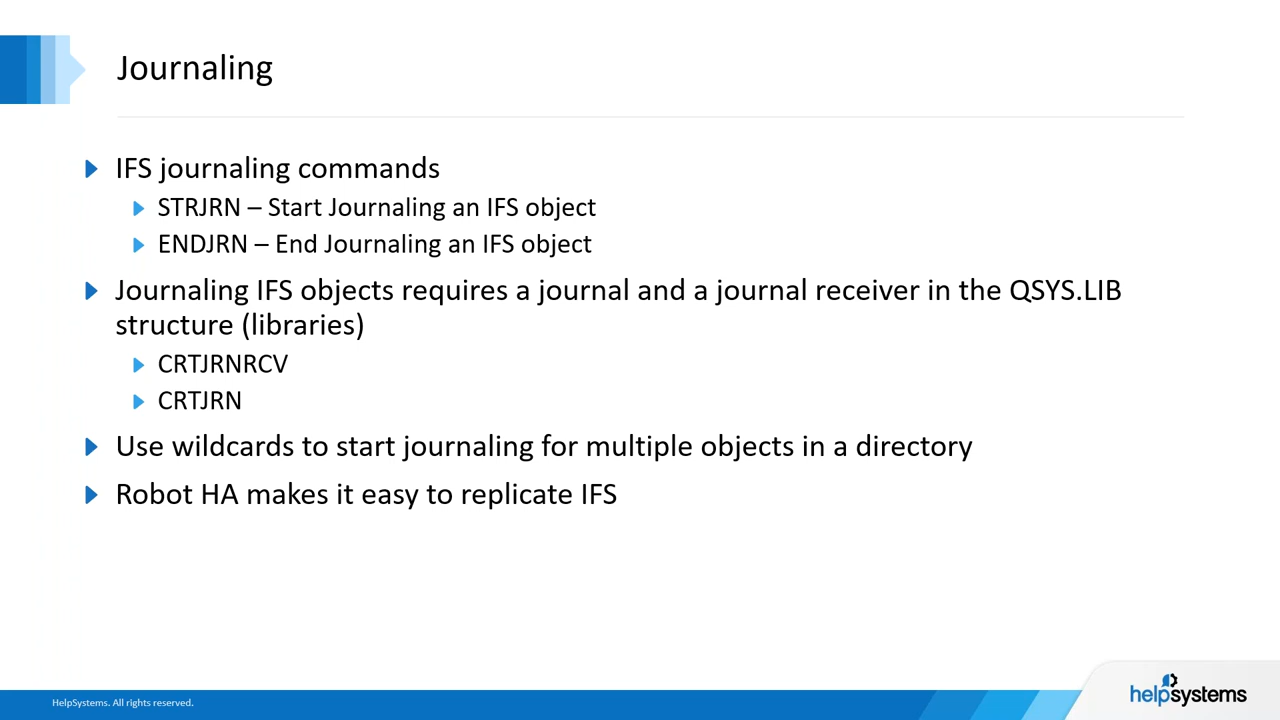 Journaling
IFS journaling commands
STRJRN – Start Journaling an IFS object
ENDJRN – End Journaling an IFS object
Journaling IFS objects requires a journal and a journal receiver in the QSYS.LIB
structure (libraries)
CRTJRNRCV
CRTJRN
Use wildcards to start journaling for multiple objects in a directory
Robot HA makes it easy to replicate IFS
HelpSystems. All rights reserved.
helpsystems